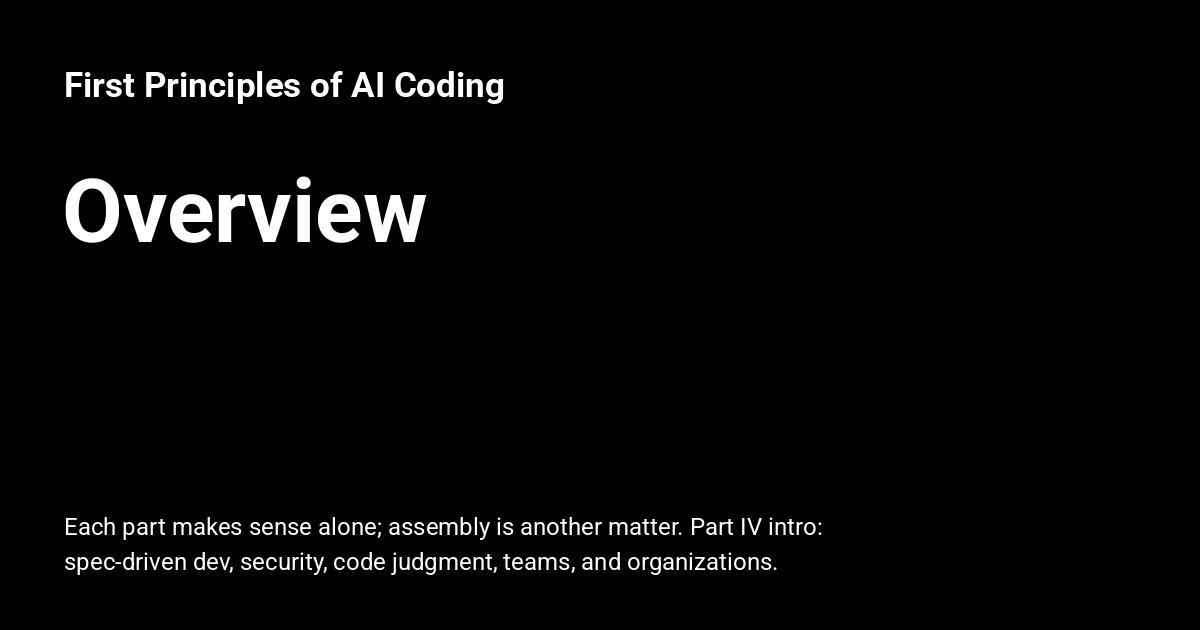 First Principles of AI Coding
Overview
Each part makes sense alone; assembly is another matter. Part IV intro:
spec-driven dev, security, code judgment, teams, and organizations.